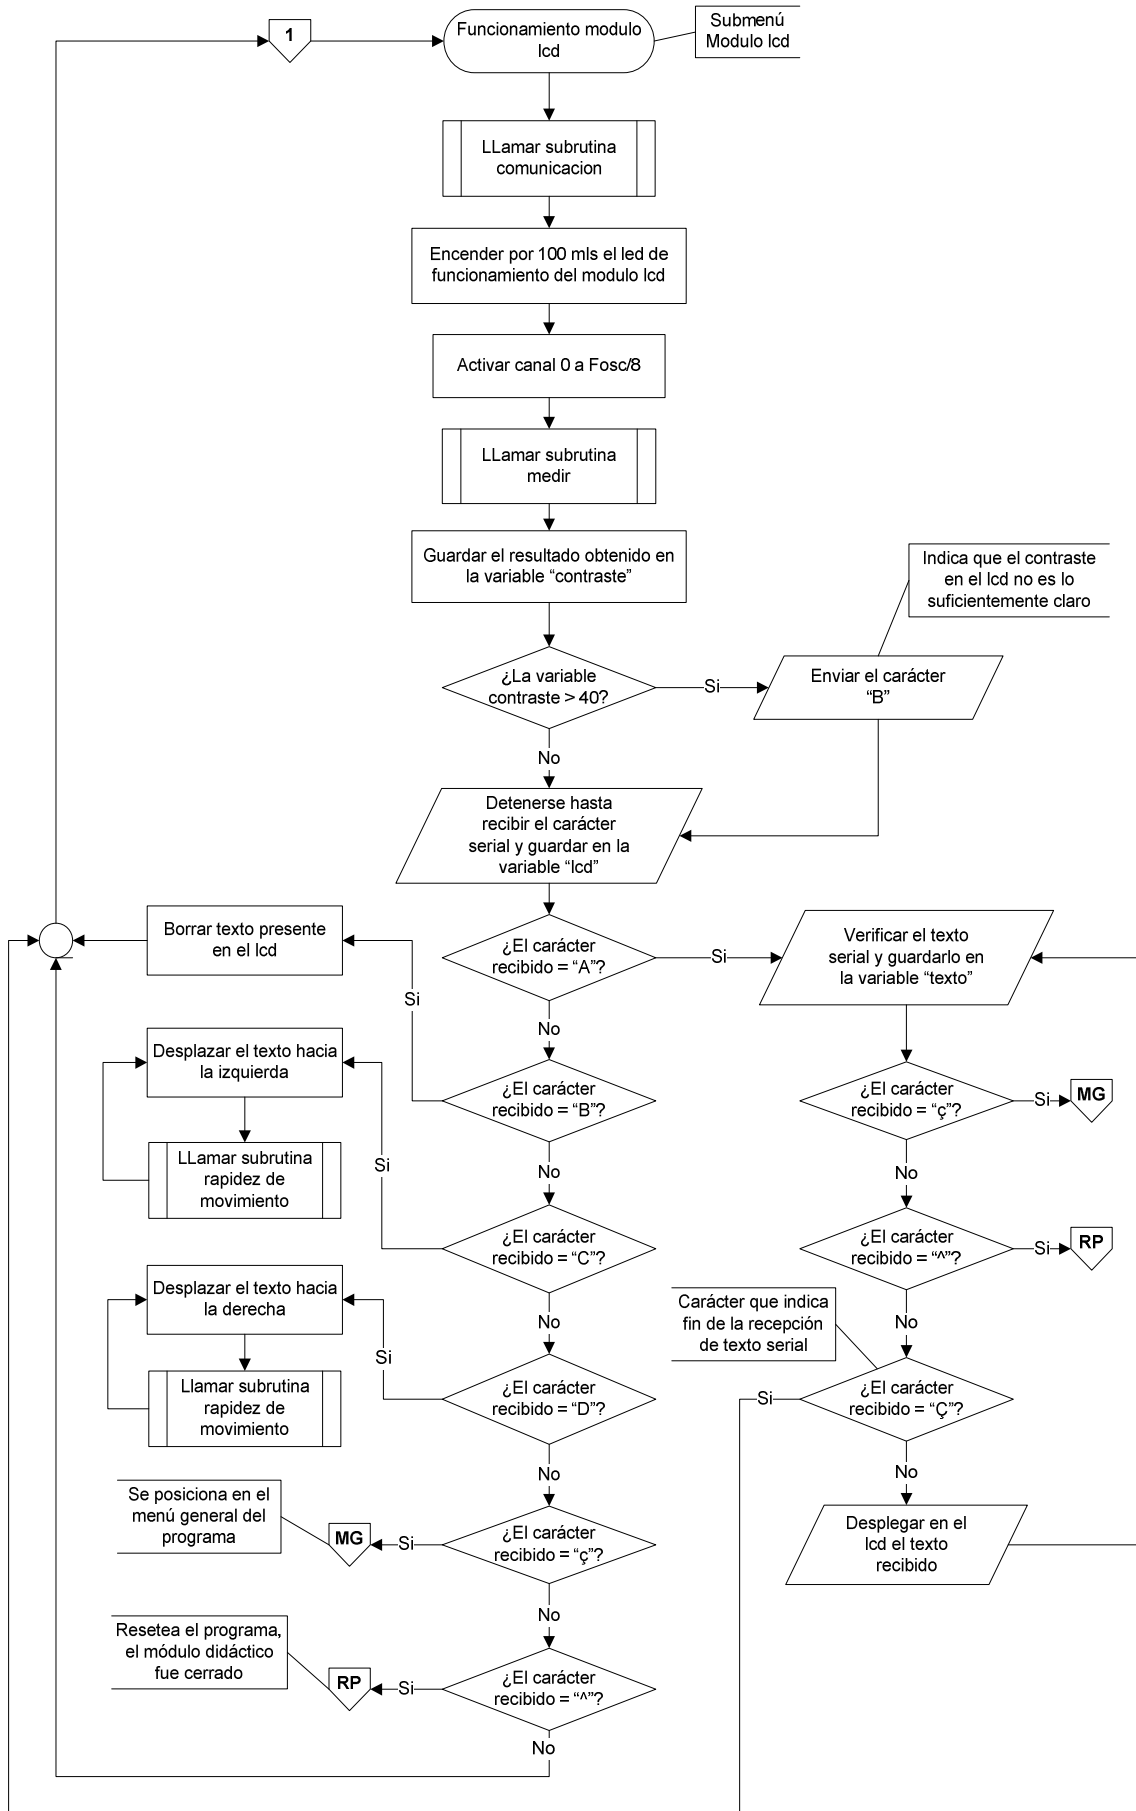 1
Funcionamiento modulo
lcd
Submenú
Modulo lcd
LLamar subrutina
comunicacion
Encender por 100 mls el led de
funcionamiento del modulo lcd
Activar canal 0 a Fosc/8
LLamar subrutina
medir
Guardar el resultado obtenido en
la variable “contraste”
Indica que el contraste
en el lcd no es lo
suficientemente claro
¿La variable
contraste > 40?
Si
Enviar el carácter
“B”
No
Detenerse hasta
recibir el carácter
serial y guardar en la
variable “lcd”
Borrar texto presente
en el lcd
¿El carácter
recibido = “A”?
Si
Verificar el texto
serial y guardarlo en
la variable “texto”
Si
No
Desplazar el texto hacia
la izquierda
¿El carácter
recibido = “B”?
¿El carácter
recibido = “ç”?
Si
MG
LLamar subrutina
rapidez de
movimiento
Si
No
No
¿El carácter
recibido = “C”?
¿El carácter
recibido = “^”?
Si
RP
Desplazar el texto hacia
la derecha
Carácter que indica
fin de la recepción
de texto serial
No
No
Si
Llamar subrutina
rapidez de
movimiento
¿El carácter
recibido = “D”?
Si
¿El carácter
recibido = “Ç”?
No
No
Se posiciona en el
menú general del
programa
MG
Si
¿El carácter
recibido = “ç”?
Desplegar en el
lcd el texto
recibido
No
Resetea el programa,
el módulo didáctico
fue cerrado
RP
Si
¿El carácter
recibido = “^”?
No